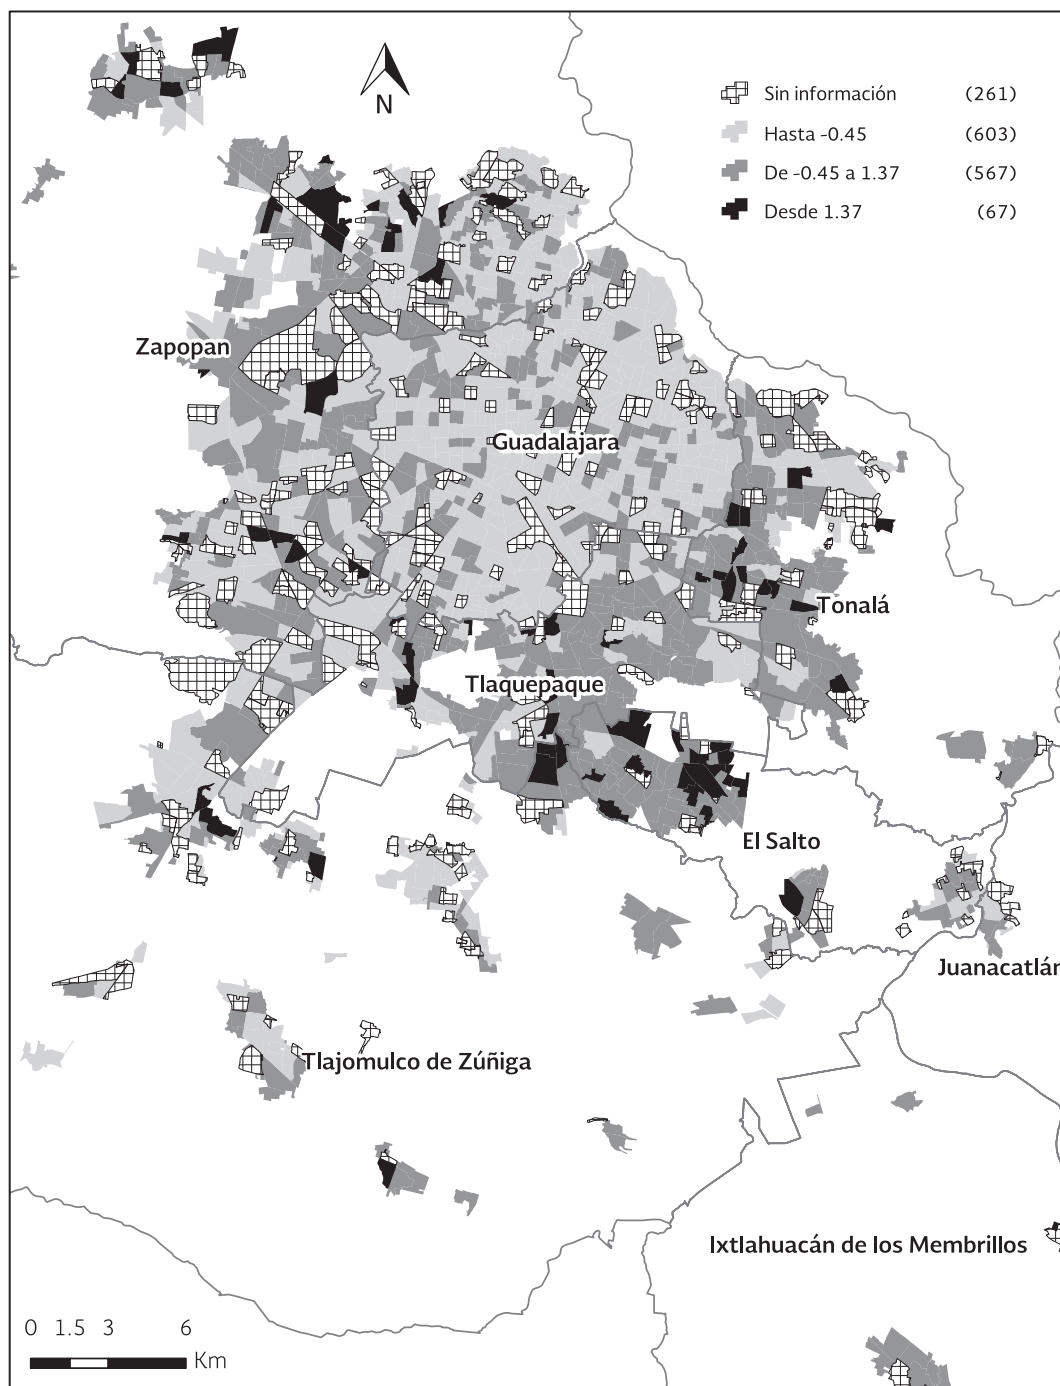 N
Sin información (261)
Hasta -0.45 (603)
De -0.45 a 1.37 (567)
Desde 1.37 (67)
Zapopan
Guadalajara
Tonalá
Tlaquepaque
El Salto
Juanacatlán
Tlajomulco de Zúñiga
Ixtlahuacán de los Membrillos
0 1.5 3 6
Km